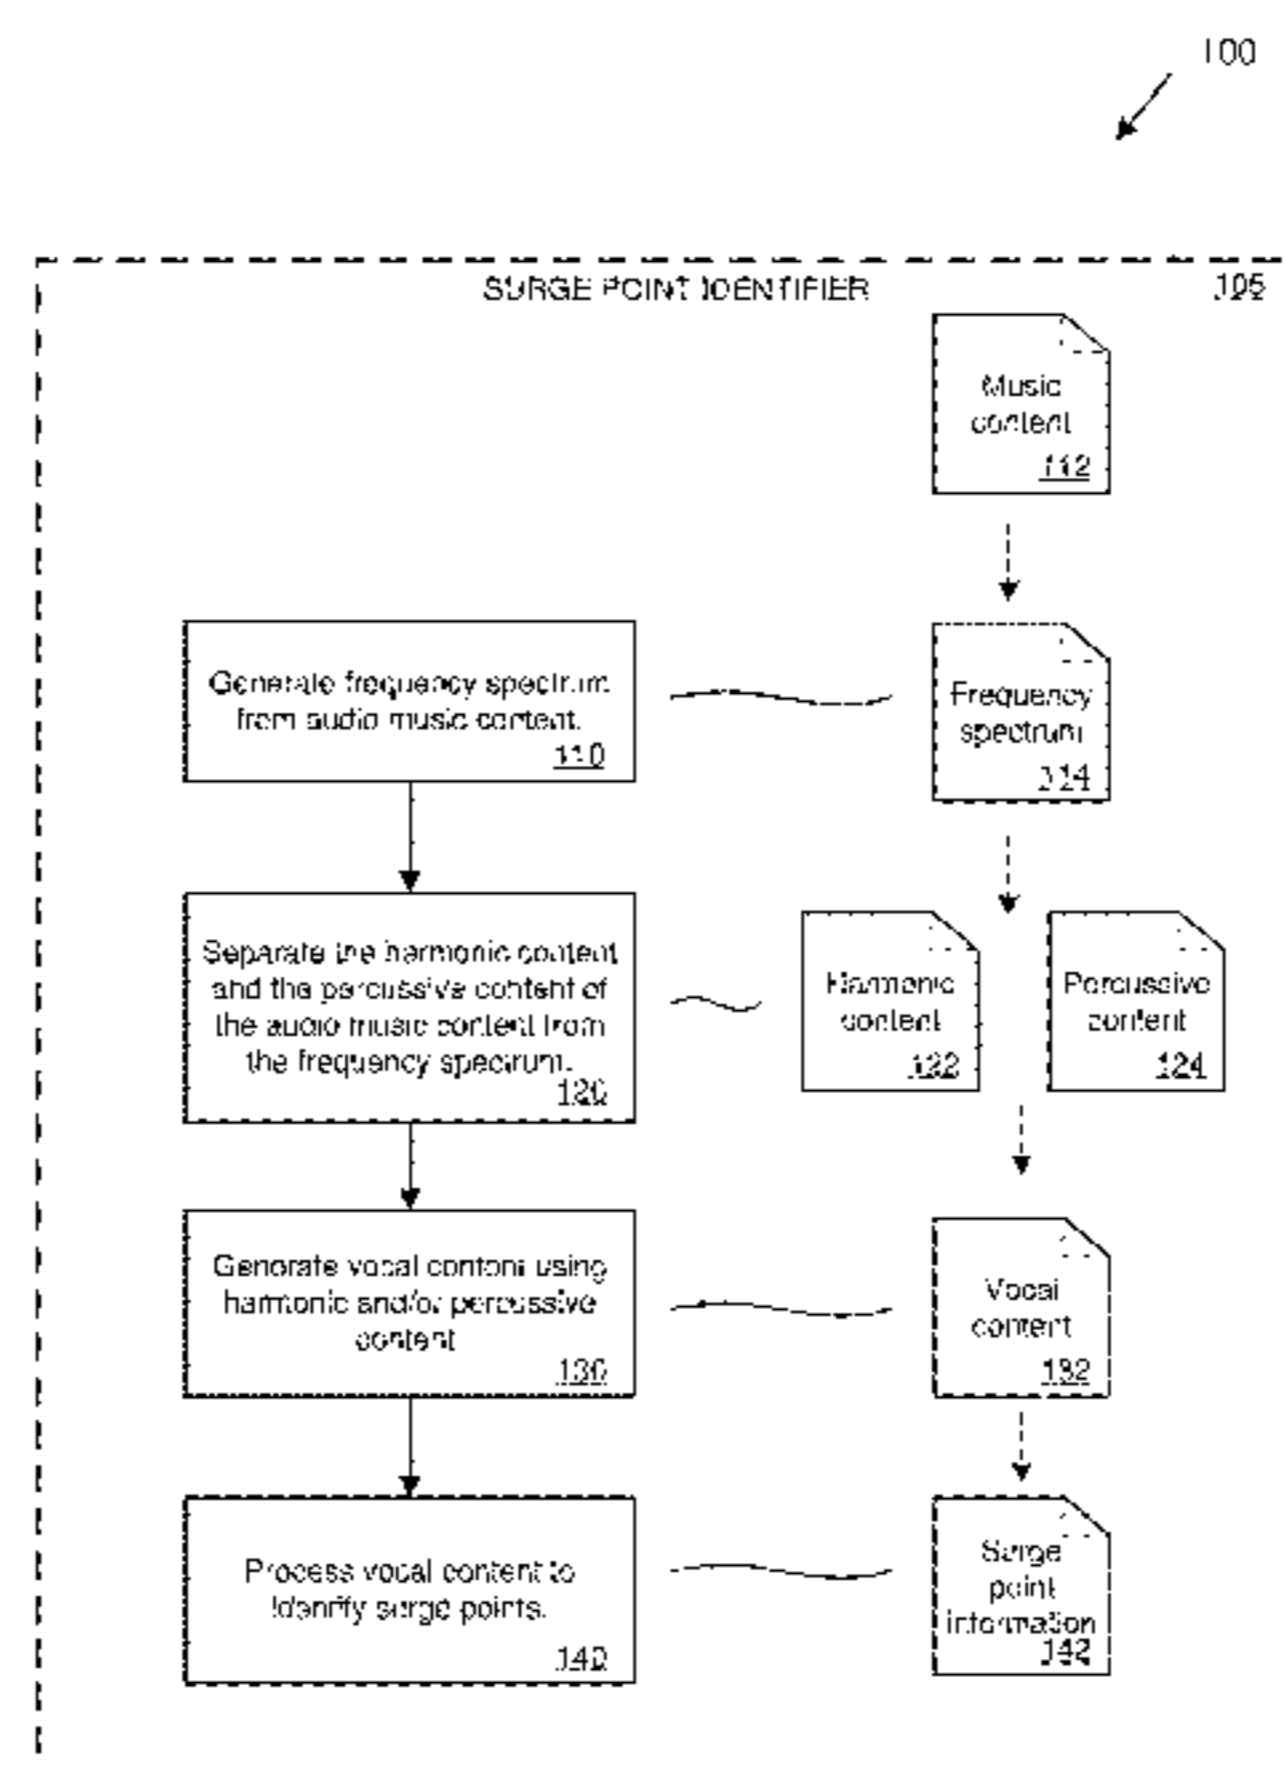 100
SURGE POINT IDENTIFIER
105
Music
content
112
Generate frequency spectrum
from audio music content.
110
Frequency
spectrum
114
Separate the harmonic content
and the percussive content of
the audio music content from
the frequency spectrum.
120
Harmonic
content
122
Percussive
content
124
Generate vocal content using
harmonic and/or percussive
content
130
Vocal
content
132
Process vocal content to
identify surge points.
140
Surge
point
information
142